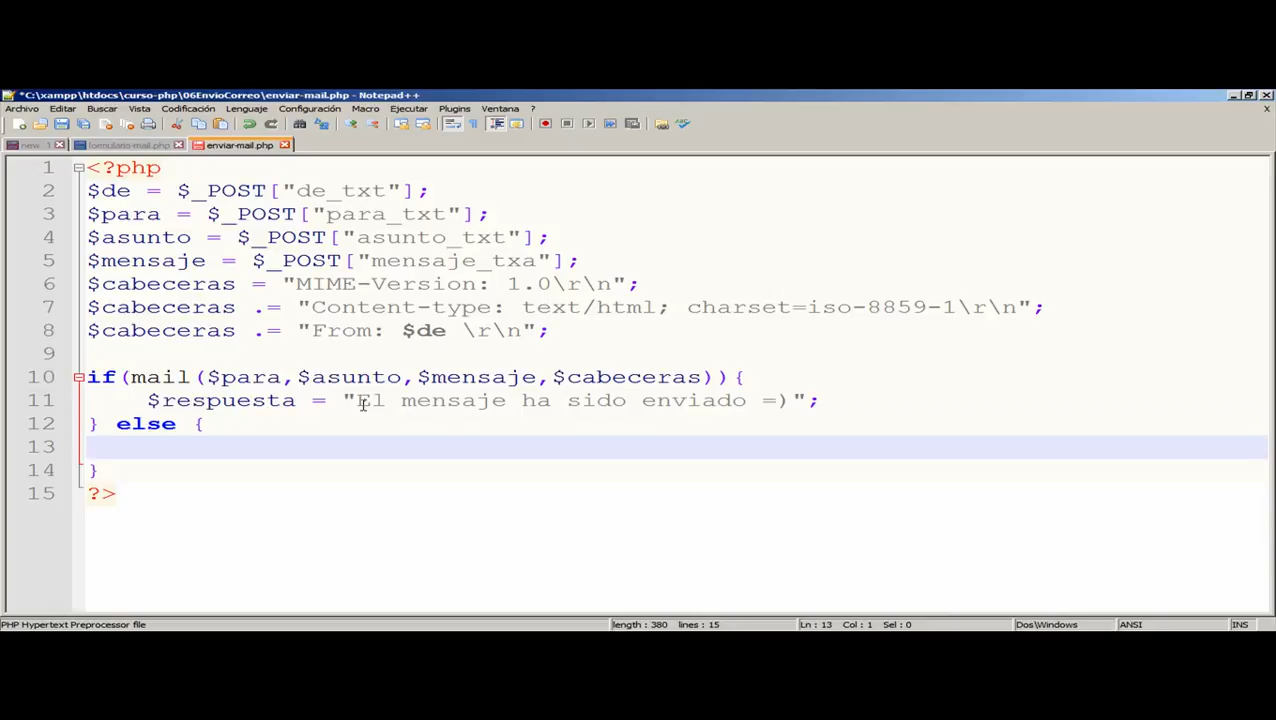 *C:\xampp\htdocs\curso-php\06EnvioCorreo\enviar-mail.php - Notepad++
Archivo Editar Buscar Vista Codificación Lenguaje Configuración Macro Ejecutar Plugins Ventana ? X
new 1 formulario-mail.php enviar-mail.php
1 <?php
2 $de = $_POST["de_txt"];
3 $para = $_POST["para_txt"];
4 $asunto = $_POST["asunto_txt"];
5 $mensaje = $_POST["mensaje_txa"];
6 $cabeceras = "MIME-Version: 1.0\r\n";
7 $cabeceras .= "Content-type: text/html; charset=iso-8859-1\r\n";
8 $cabeceras .= "From: $de \r\n";
9
10 if(mail($para,$asunto,$mensaje,$cabeceras)){
11 $respuesta = "El mensaje ha sido enviado =)";
12 } else {
13
14 }
15 ?>
PHP Hypertext Preprocessor file length : 380 lines : 15 Ln : 13 Col : 1 Sel : 0 Dos\Windows ANSI INS